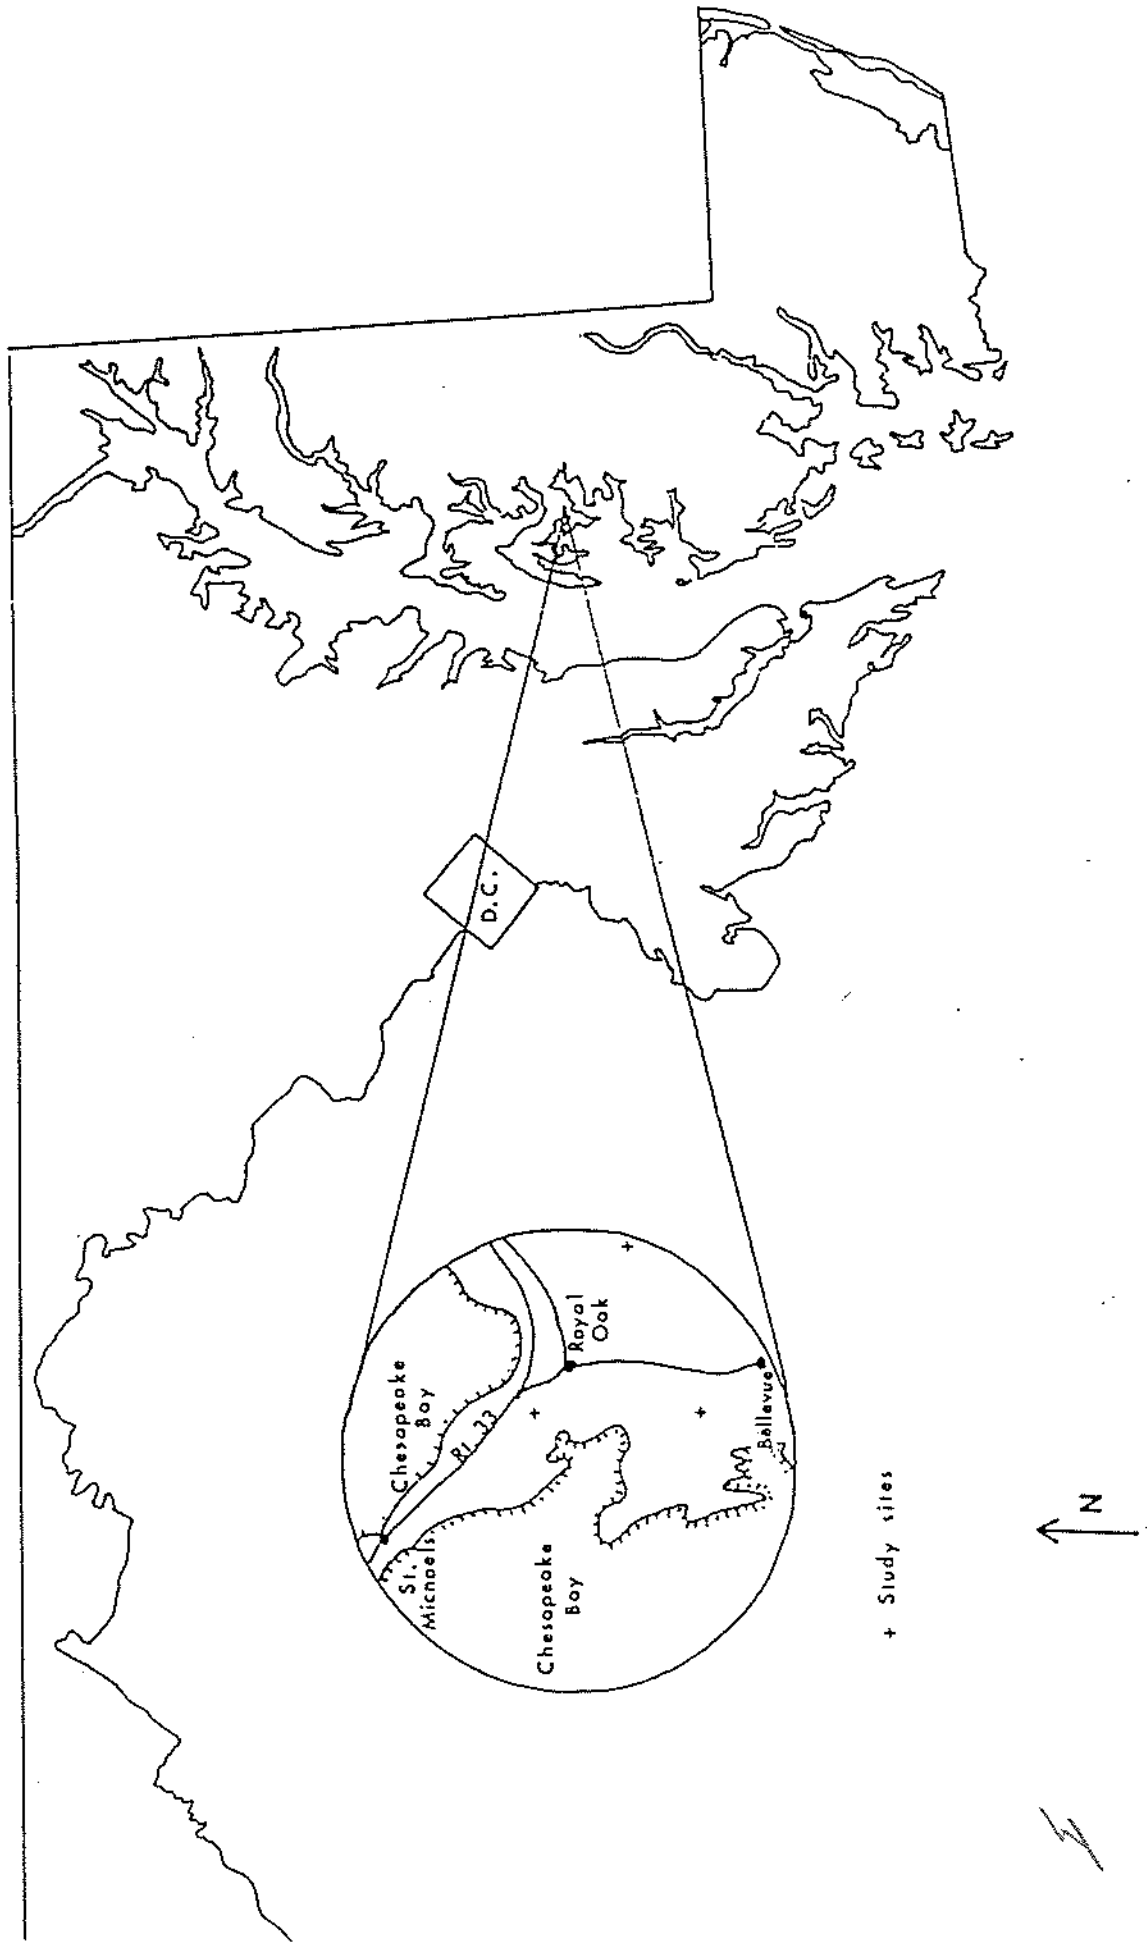 D.C.
Chesapeake
Bay
Rt. 33
St.
Michaels
Royal
Oak
Chesapeake
Bay
Bellevue
+ Study sites
N